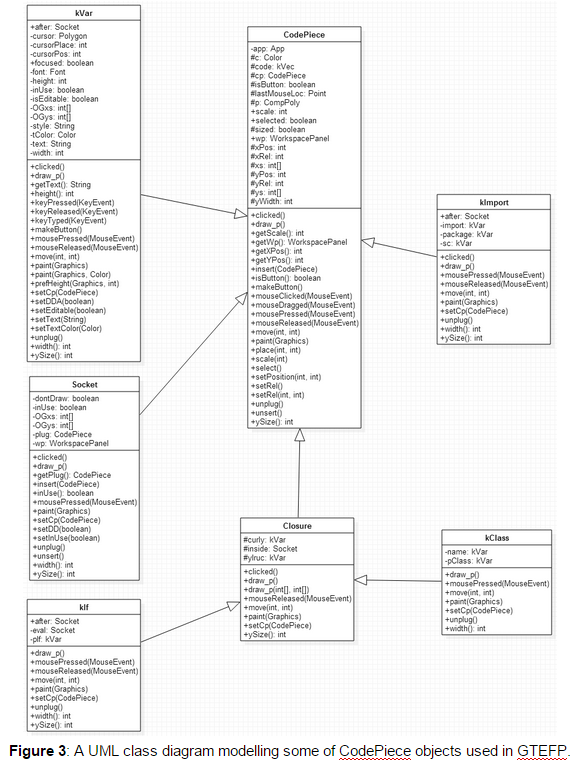 kVar
+after: Socket
-cursor: Polygon
-cursorPlace: int
-cursorPos: int
+focused: boolean
-font: Font
-height: int
-inUse: boolean
-isEditable: boolean
-OGxs: int[]
-OGys: int[]
-style: String
-tColor: Color
-text: String
-width: int
+clicked()
+draw_p()
+getText(): String
+height(): int
+keyPressed(KeyEvent)
+keyReleased(KeyEvent)
+keyTyped(KeyEvent)
+makeButton()
+mousePressed(MouseEvent)
+mouseReleased(MouseEvent)
+move(int, int)
+paint(Graphics)
+paint(Graphics, Color)
+prefHeight(Graphics, int)
+setCp(CodePiece)
+setDDA(boolean)
+setEditable(boolean)
+setText(String)
+setTextColor(Color)
+unplug()
+width(): int
+ySize(): int
CodePiece
-app: App
#c: Color
#code: kVec
#cp: CodePiece
#isButton: boolean
#lastMouseLoc: Point
#p: CompPoly
+scale: int
+selected: boolean
#sized: boolean
+wp: WorkspacePanel
#xPos: int
#xRel: int
#xs: int[]
#yPos: int
#yRel: int
#ys: int[]
#yWidth: int
+clicked()
+draw_p()
+getScale(): int
+getWp(): WorkspacePanel
+getXPos(): int
+getYPos(): int
+insert(CodePiece)
+isButton(): boolean
+makeButton()
+mouseClicked(MouseEvent)
+mouseDragged(MouseEvent)
+mousePressed(MouseEvent)
+mouseReleased(MouseEvent)
+move(int, int)
+paint(Graphics)
+place(int, int)
+scale(int)
+select()
+setPosition(int, int)
+setRel()
+setRel(int, int)
+unplug()
+unsert()
+ySize(): int
kImport
+after: Socket
-import: kVar
-package: kVar
-sc: kVar
+clicked()
+draw_p()
+mousePressed(MouseEvent)
+mouseReleased(MouseEvent)
+move(int, int)
+paint(Graphics)
+setCp(CodePiece)
+unplug()
+width(): int
+ySize(): int
Socket
-dontDraw: boolean
-inUse: boolean
-OGxs: int[]
-OGys: int[]
-plug: CodePiece
-wp: WorkspacePanel
+clicked()
+draw_p()
+getPlug(): CodePiece
+insert(CodePiece)
+inUse(): boolean
+mousePressed(MouseEvent)
+paint(Graphics)
+setCp(CodePiece)
+setDD(boolean)
+setInUse(boolean)
+unplug()
+unsert()
+width(): int
+ySize(): int
Closure
#curly: kVar
#inside: Socket
#ylruc: kVar
+clicked()
+draw_p()
+draw_p(int[], int[])
+mouseReleased(MouseEvent)
+move(int, int)
+paint(Graphics)
+setCp(CodePiece)
+ySize(): int
kClass
-name: kVar
-pClass: kVar
+draw_p()
+mousePressed(MouseEvent)
+move(int, int)
+paint(Graphics)
+setCp(CodePiece)
+unplug()
+width(): int
kIf
+after: Socket
-eval: Socket
-pIf: kVar
+draw_p()
+mousePressed(MouseEvent)
+mouseReleased(MouseEvent)
+move(int, int)
+paint(Graphics)
+setCp(CodePiece)
+unplug()
+width(): int
+ySize(): int
Figure 3: A UML class diagram modelling some of CodePiece objects used in GTEFP.